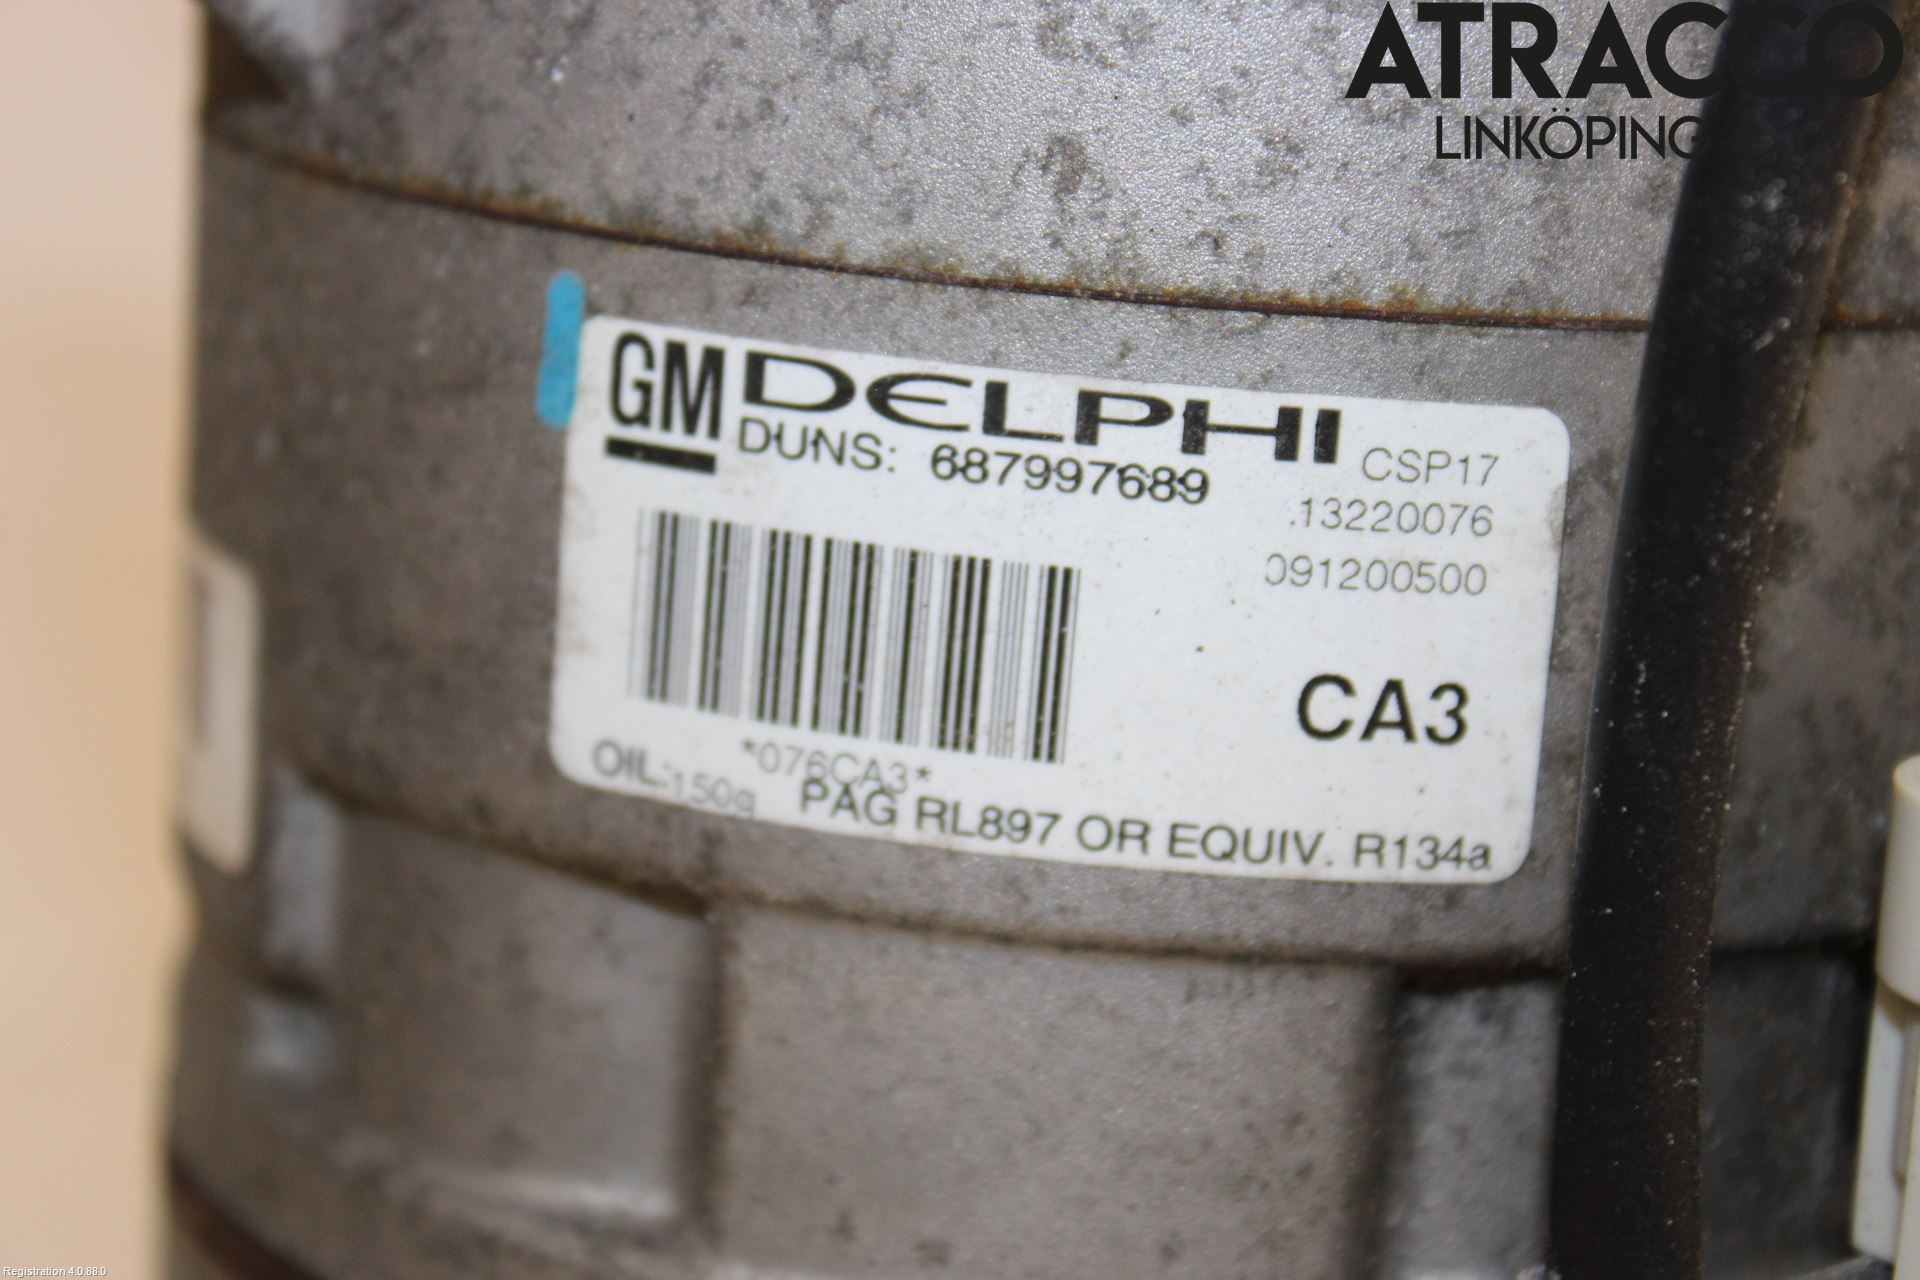 ATRACCO
LINKÖPING
GM DELPHI
DUNS: 687997689
CSP17
13220076
091200500
CA3
*076CA3*
OIL: 150g PAG RL897 OR EQUIV. R134a
Registration 4.0.88.0